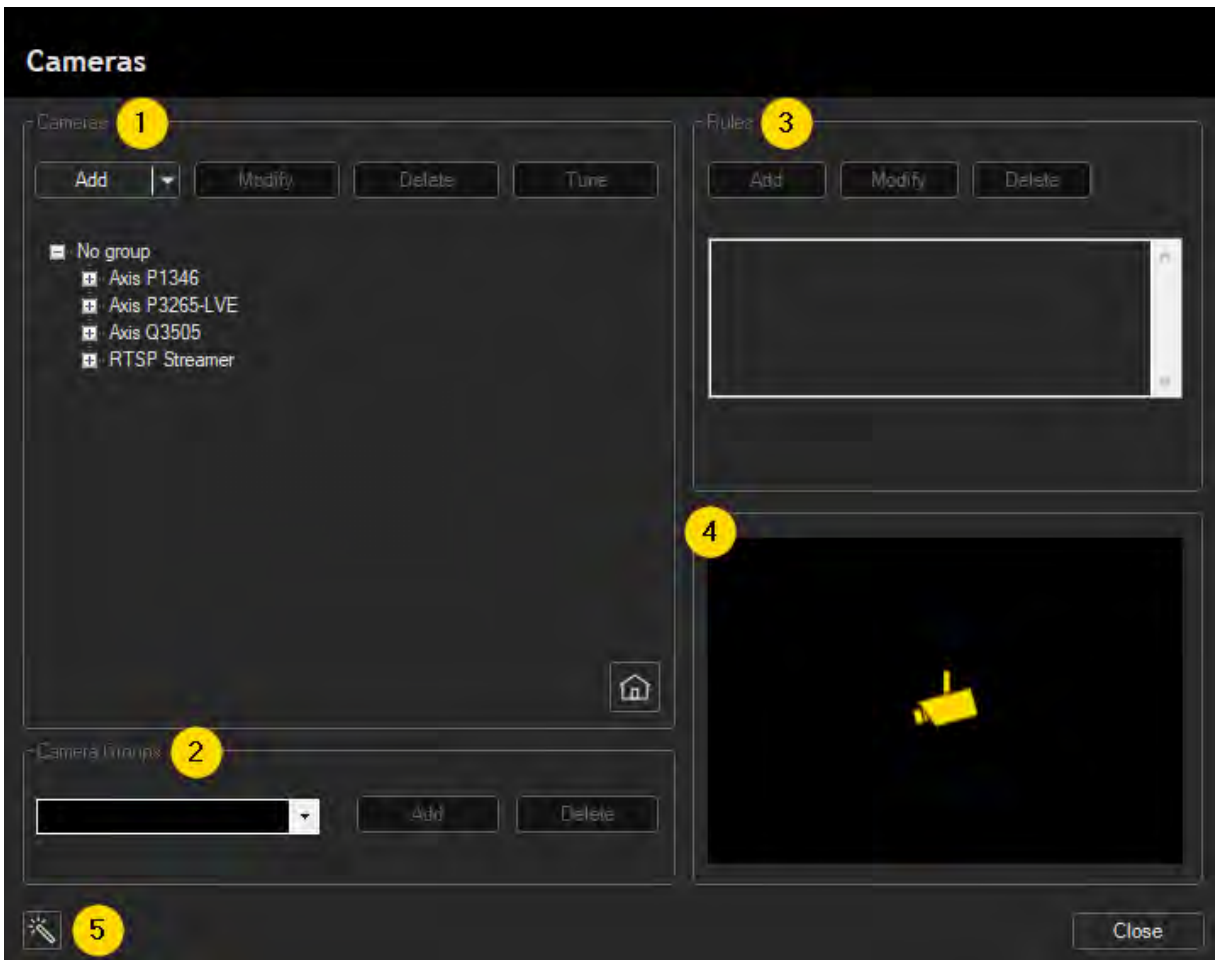 Cameras
Cameras 1
Add Modify Delete Tune
No group
Axis P1346
Axis P3265-LVE
Axis Q3505
RTSP Streamer
Camera Groups 2
Add Delete
5
Rules 3
Add Modify Delete
4
Close